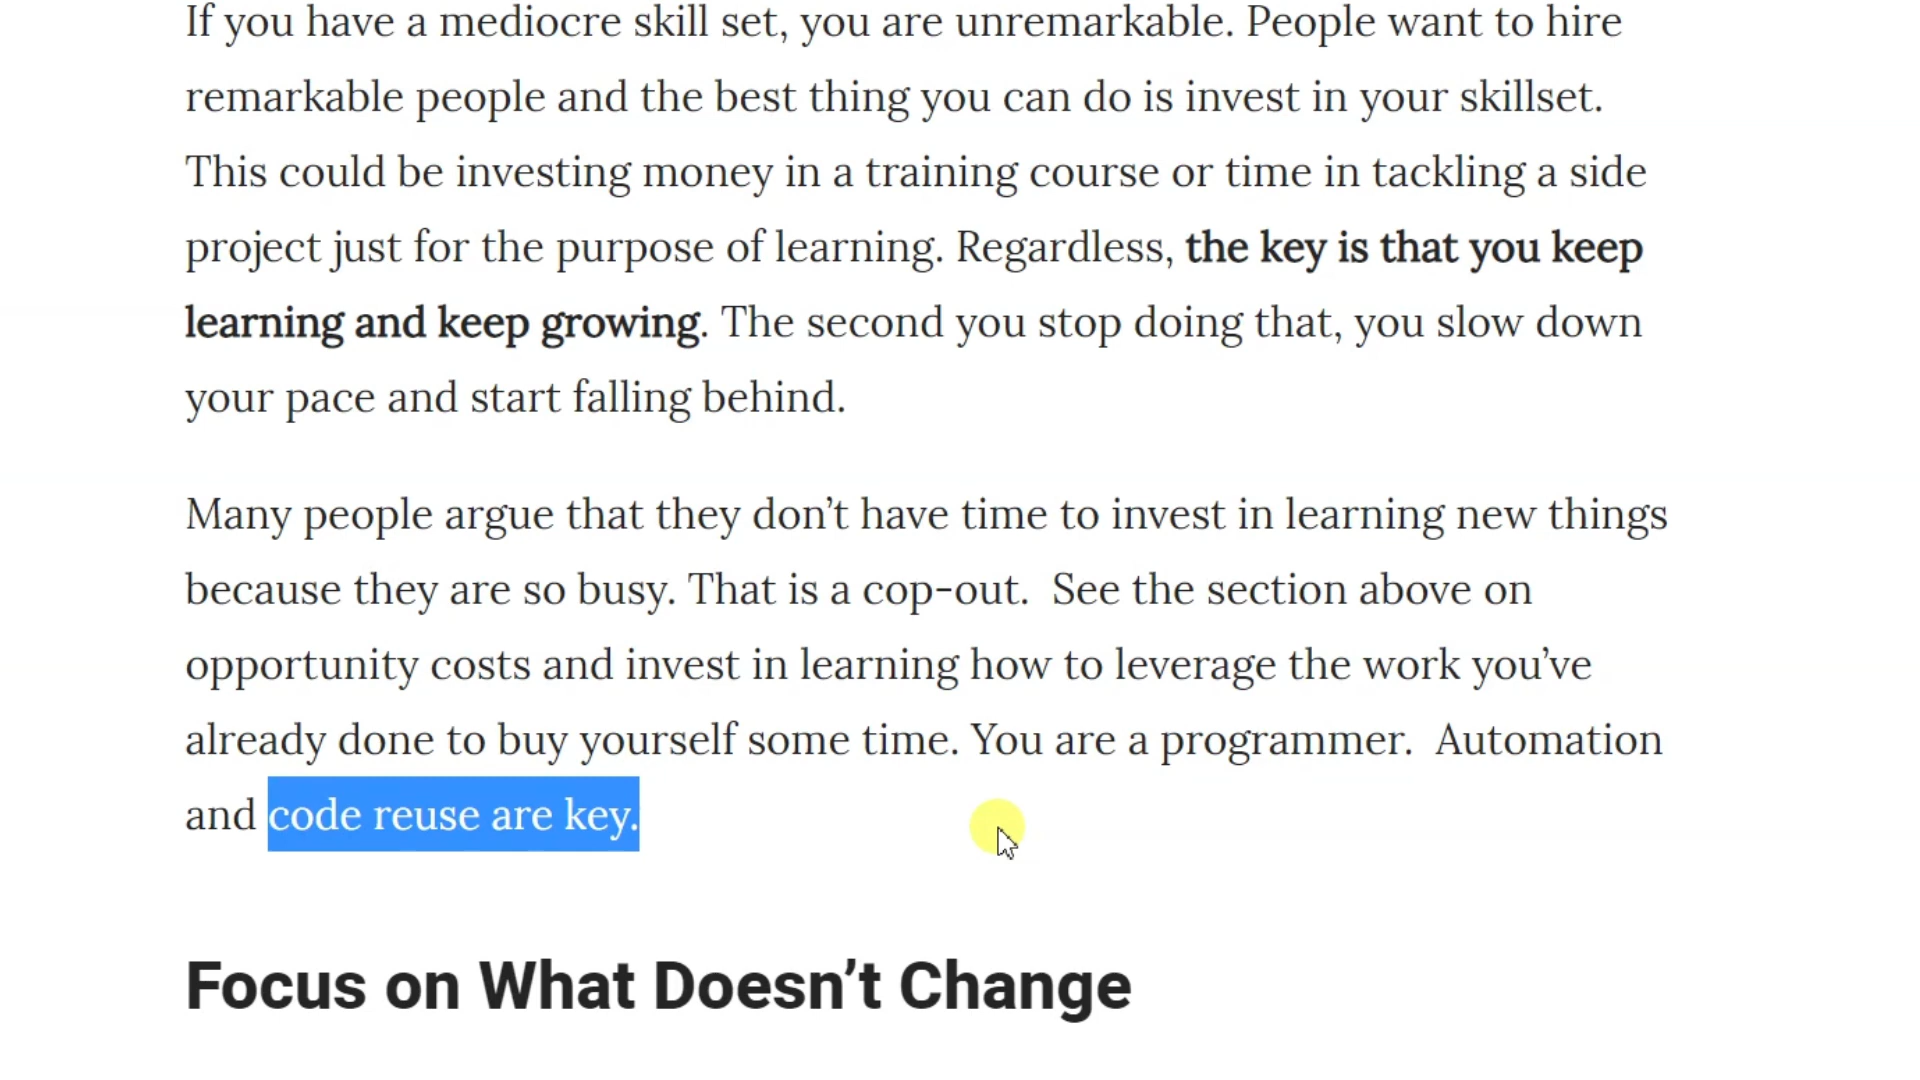 If you have a mediocre skill set, you are unremarkable. People want to hire
remarkable people and the best thing you can do is invest in your skillset.
This could be investing money in a training course or time in tackling a side
project just for the purpose of learning. Regardless, the key is that you keep
learning and keep growing. The second you stop doing that, you slow down
your pace and start falling behind.
Many people argue that they don’t have time to invest in learning new things
because they are so busy. That is a cop-out.  See the section above on
opportunity costs and invest in learning how to leverage the work you’ve
already done to buy yourself some time. You are a programmer.  Automation
and code reuse are key.
Focus on What Doesn’t Change